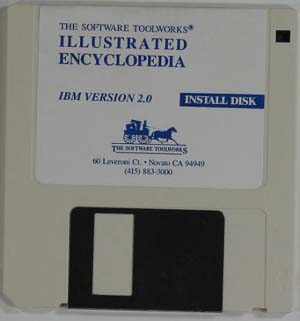 THE SOFTWARE TOOLWORKS®
ILLUSTRATED
ENCYCLOPEDIA
IBM VERSION 2.0 INSTALL DISK
THE SOFTWARE TOOLWORKS
60 Leveroni Ct. • Novato CA 94949
(415) 883-3000